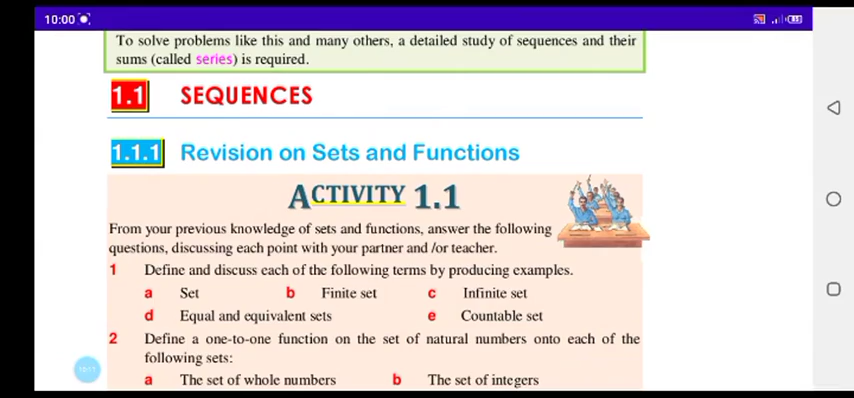 10:00
To solve problems like this and many others, a detailed study of sequences and their
sums (called series) is required.
1.1 SEQUENCES
1.1.1 Revision on Sets and Functions
ACTIVITY 1.1
From your previous knowledge of sets and functions, answer the following
questions, discussing each point with your partner and /or teacher.
1 Define and discuss each of the following terms by producing examples.
a Set b Finite set c Infinite set
d Equal and equivalent sets e Countable set
2 Define a one-to-one function on the set of natural numbers onto each of the
following sets:
a The set of whole numbers b The set of integers